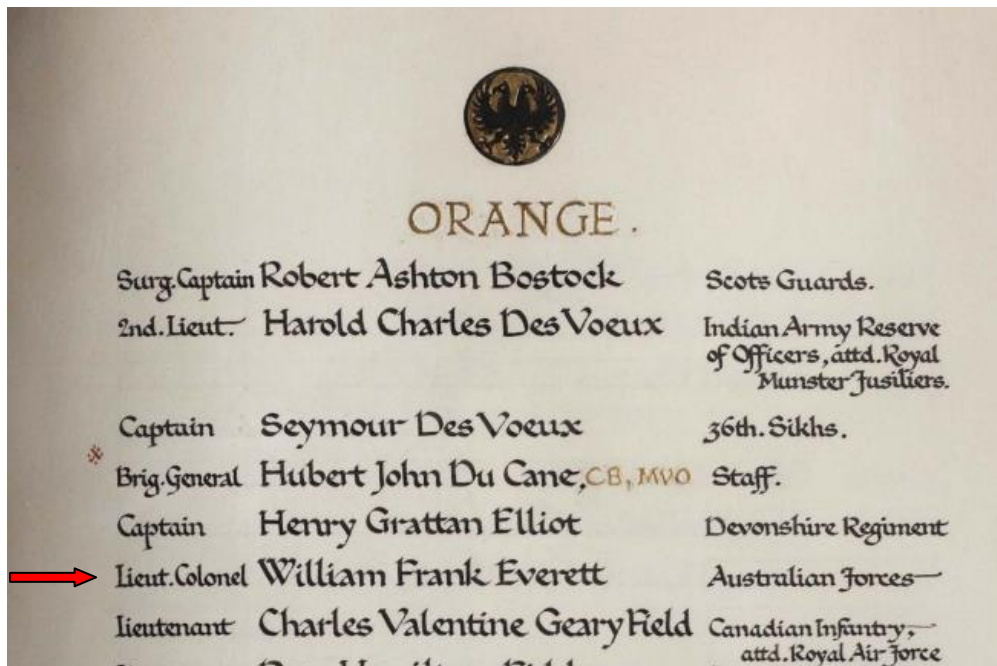 ORANGE.
Surg. Captain Robert Ashton Bostock Scots Guards.
2nd. Lieut. Harold Charles Des Voeux Indian Army Reserve
of Officers, attd. Royal
Munster Fusiliers.
Captain Seymour Des Voeux 36th. Sikhs.
Brig. General Hubert John Du Cane, CB, MVO Staff.
Captain Henry Grattan Elliot Devonshire Regiment
Lieut. Colonel William Frank Everett Australian Forces
Lieutenant Charles Valentine Geary Field Canadian Infantry,
attd. Royal Air Force